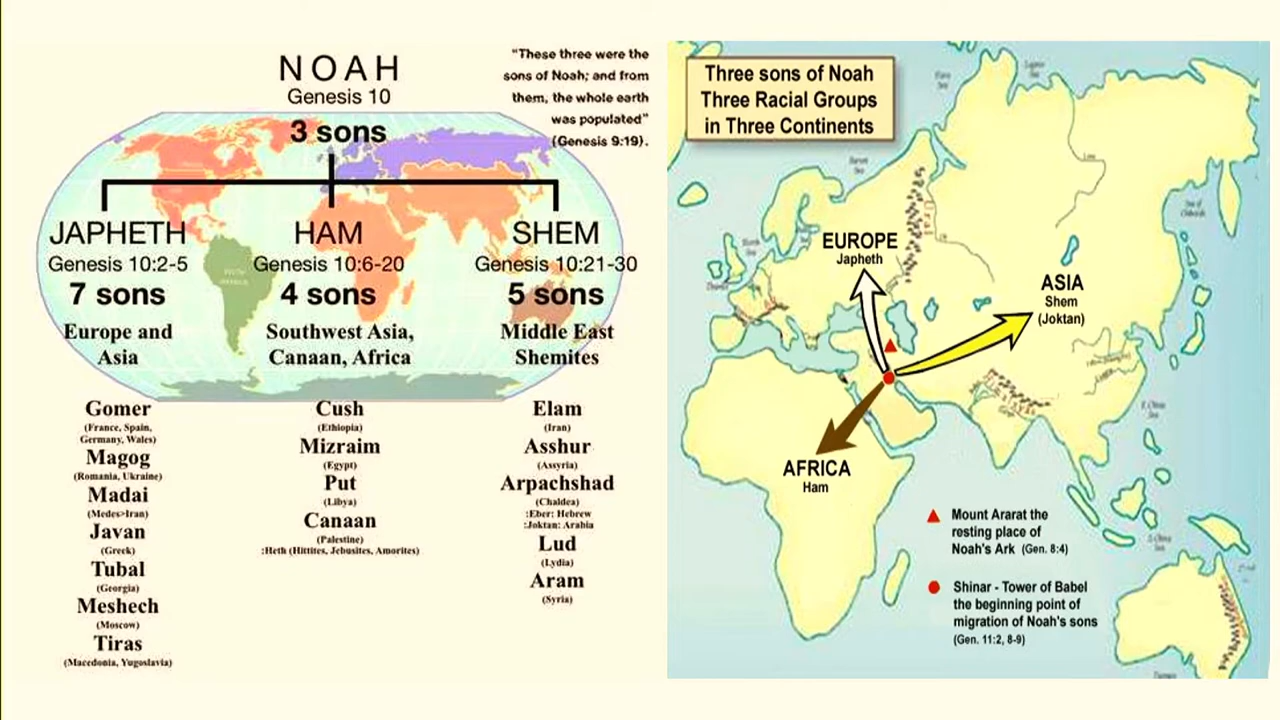 NOAH
Genesis 10
"These three were the
sons of Noah; and from
them, the whole earth
was populated"
(Genesis 9:19).
3 sons
JAPHETH
Genesis 10:2-5
7 sons
Europe and
Asia
HAM
Genesis 10:6-20
4 sons
Southwest Asia,
Canaan, Africa
SHEM
Genesis 10:21-30
5 sons
Middle East
Shemites
Gomer
(France, Spain,
Germany, Wales)
Magog
(Romania, Ukraine)
Madai
(Medes>Iran)
Javan
(Greek)
Tubal
(Georgia)
Meshech
(Moscow)
Tiras
(Macedonia, Yugoslavia)
Cush
(Ethiopia)
Mizraim
(Egypt)
Put
(Libya)
Canaan
(Palestine)
:Heth (Hittites, Jebusites, Amorites)
Elam
(Iran)
Asshur
(Assyria)
Arpachshad
(Chaldea)
:Eber: Hebrew
:Joktan: Arabia
Lud
(Lydia)
Aram
(Syria)
Three sons of Noah
Three Racial Groups
in Three Continents
EUROPE
Japheth
ASIA
Shem
(Joktan)
AFRICA
Ham
Mount Ararat the
resting place of
Noah's Ark (Gen. 8:4)
Shinar - Tower of Babel
the beginning point of
migration of Noah's sons
(Gen. 11:2, 8-9)